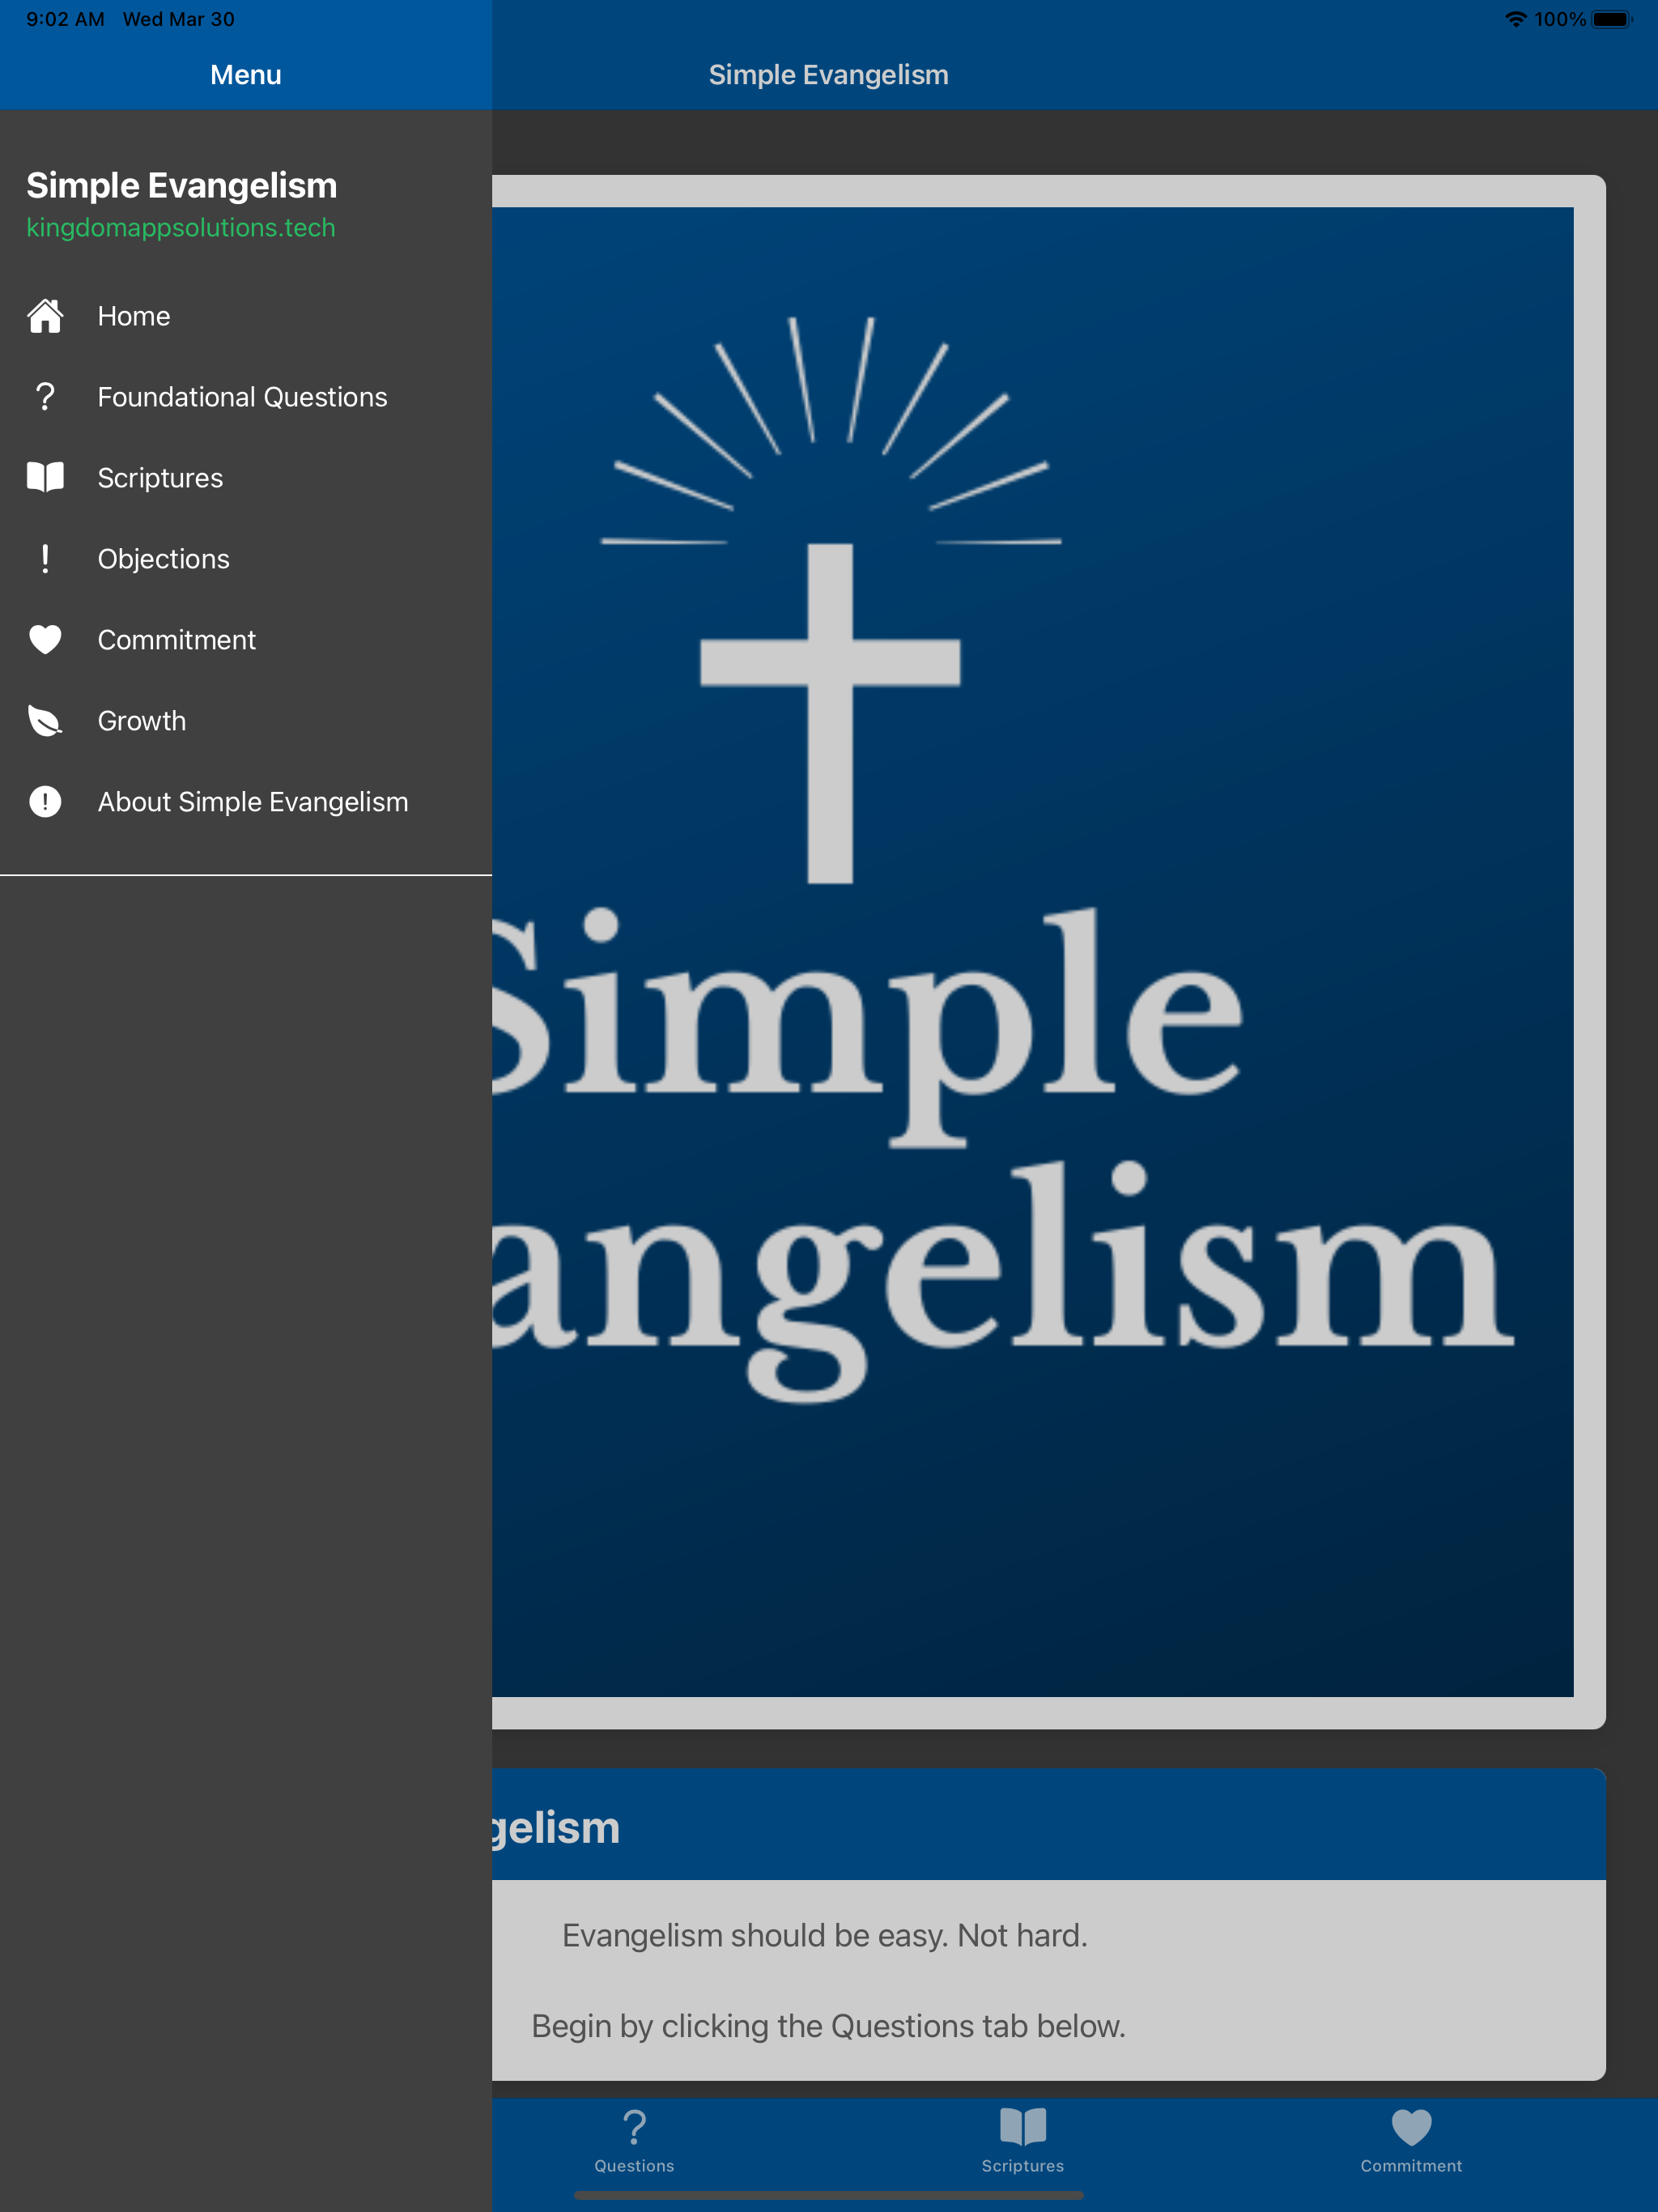 9:02 AM Wed Mar 30
100%
Menu
Simple Evangelism
Simple Evangelism
kingdomappsolutions.tech
Home
Foundational Questions
Scriptures
Objections
Commitment
Growth
About Simple Evangelism
Simple
angelism
gelism
Evangelism should be easy. Not hard.
Begin by clicking the Questions tab below.
Questions
Scriptures
Commitment